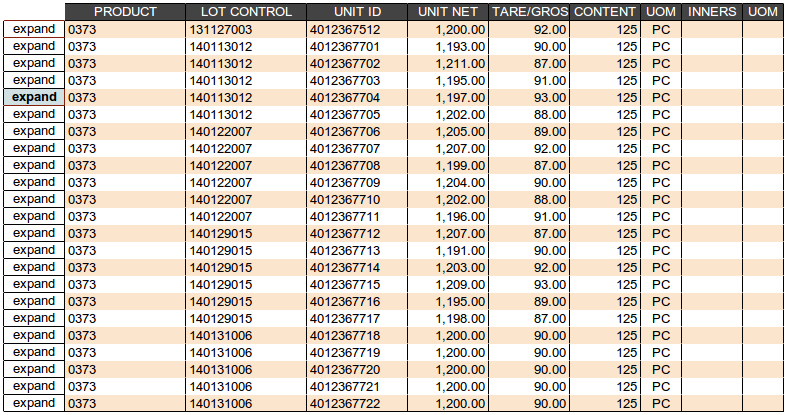 PRODUCT LOT CONTROL UNIT ID UNIT NET TARE/GROS CONTENT UOM INNERS UOM
expand 0373 131127003 4012367512 1,200.00 92.00 125 PC
expand 0373 140113012 4012367701 1,193.00 90.00 125 PC
expand 0373 140113012 4012367702 1,211.00 87.00 125 PC
expand 0373 140113012 4012367703 1,195.00 91.00 125 PC
expand 0373 140113012 4012367704 1,197.00 93.00 125 PC
expand 0373 140113012 4012367705 1,202.00 88.00 125 PC
expand 0373 140122007 4012367706 1,205.00 89.00 125 PC
expand 0373 140122007 4012367707 1,207.00 92.00 125 PC
expand 0373 140122007 4012367708 1,199.00 87.00 125 PC
expand 0373 140122007 4012367709 1,204.00 90.00 125 PC
expand 0373 140122007 4012367710 1,202.00 88.00 125 PC
expand 0373 140122007 4012367711 1,196.00 91.00 125 PC
expand 0373 140129015 4012367712 1,207.00 87.00 125 PC
expand 0373 140129015 4012367713 1,191.00 90.00 125 PC
expand 0373 140129015 4012367714 1,203.00 92.00 125 PC
expand 0373 140129015 4012367715 1,209.00 93.00 125 PC
expand 0373 140129015 4012367716 1,195.00 89.00 125 PC
expand 0373 140129015 4012367717 1,198.00 87.00 125 PC
expand 0373 140131006 4012367718 1,200.00 90.00 125 PC
expand 0373 140131006 4012367719 1,200.00 90.00 125 PC
expand 0373 140131006 4012367720 1,200.00 90.00 125 PC
expand 0373 140131006 4012367721 1,200.00 90.00 125 PC
expand 0373 140131006 4012367722 1,200.00 90.00 125 PC